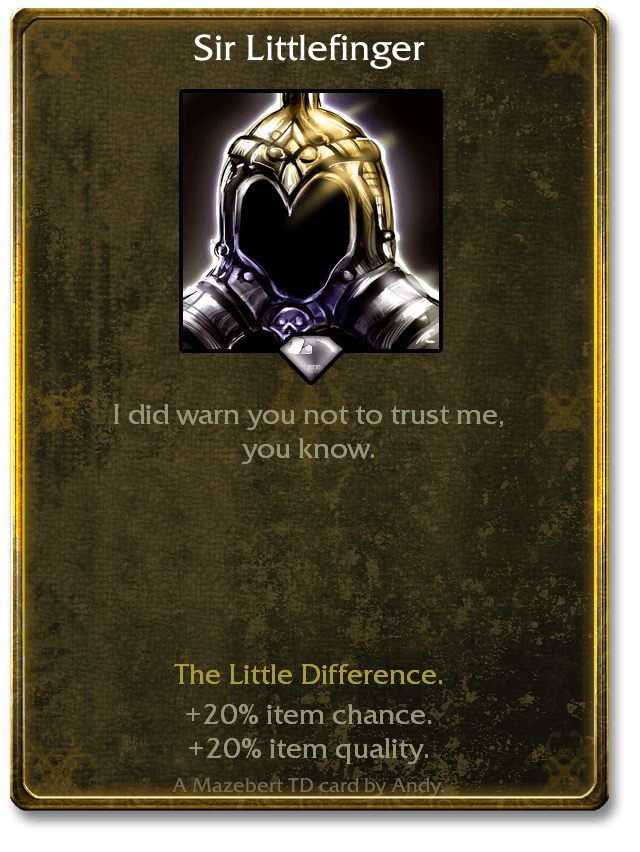 Sir Littlefinger
I did warn you not to trust me,
you know.
The Little Difference.
+20% item chance.
+20% item quality.
A Mazebert TD card by Andy.